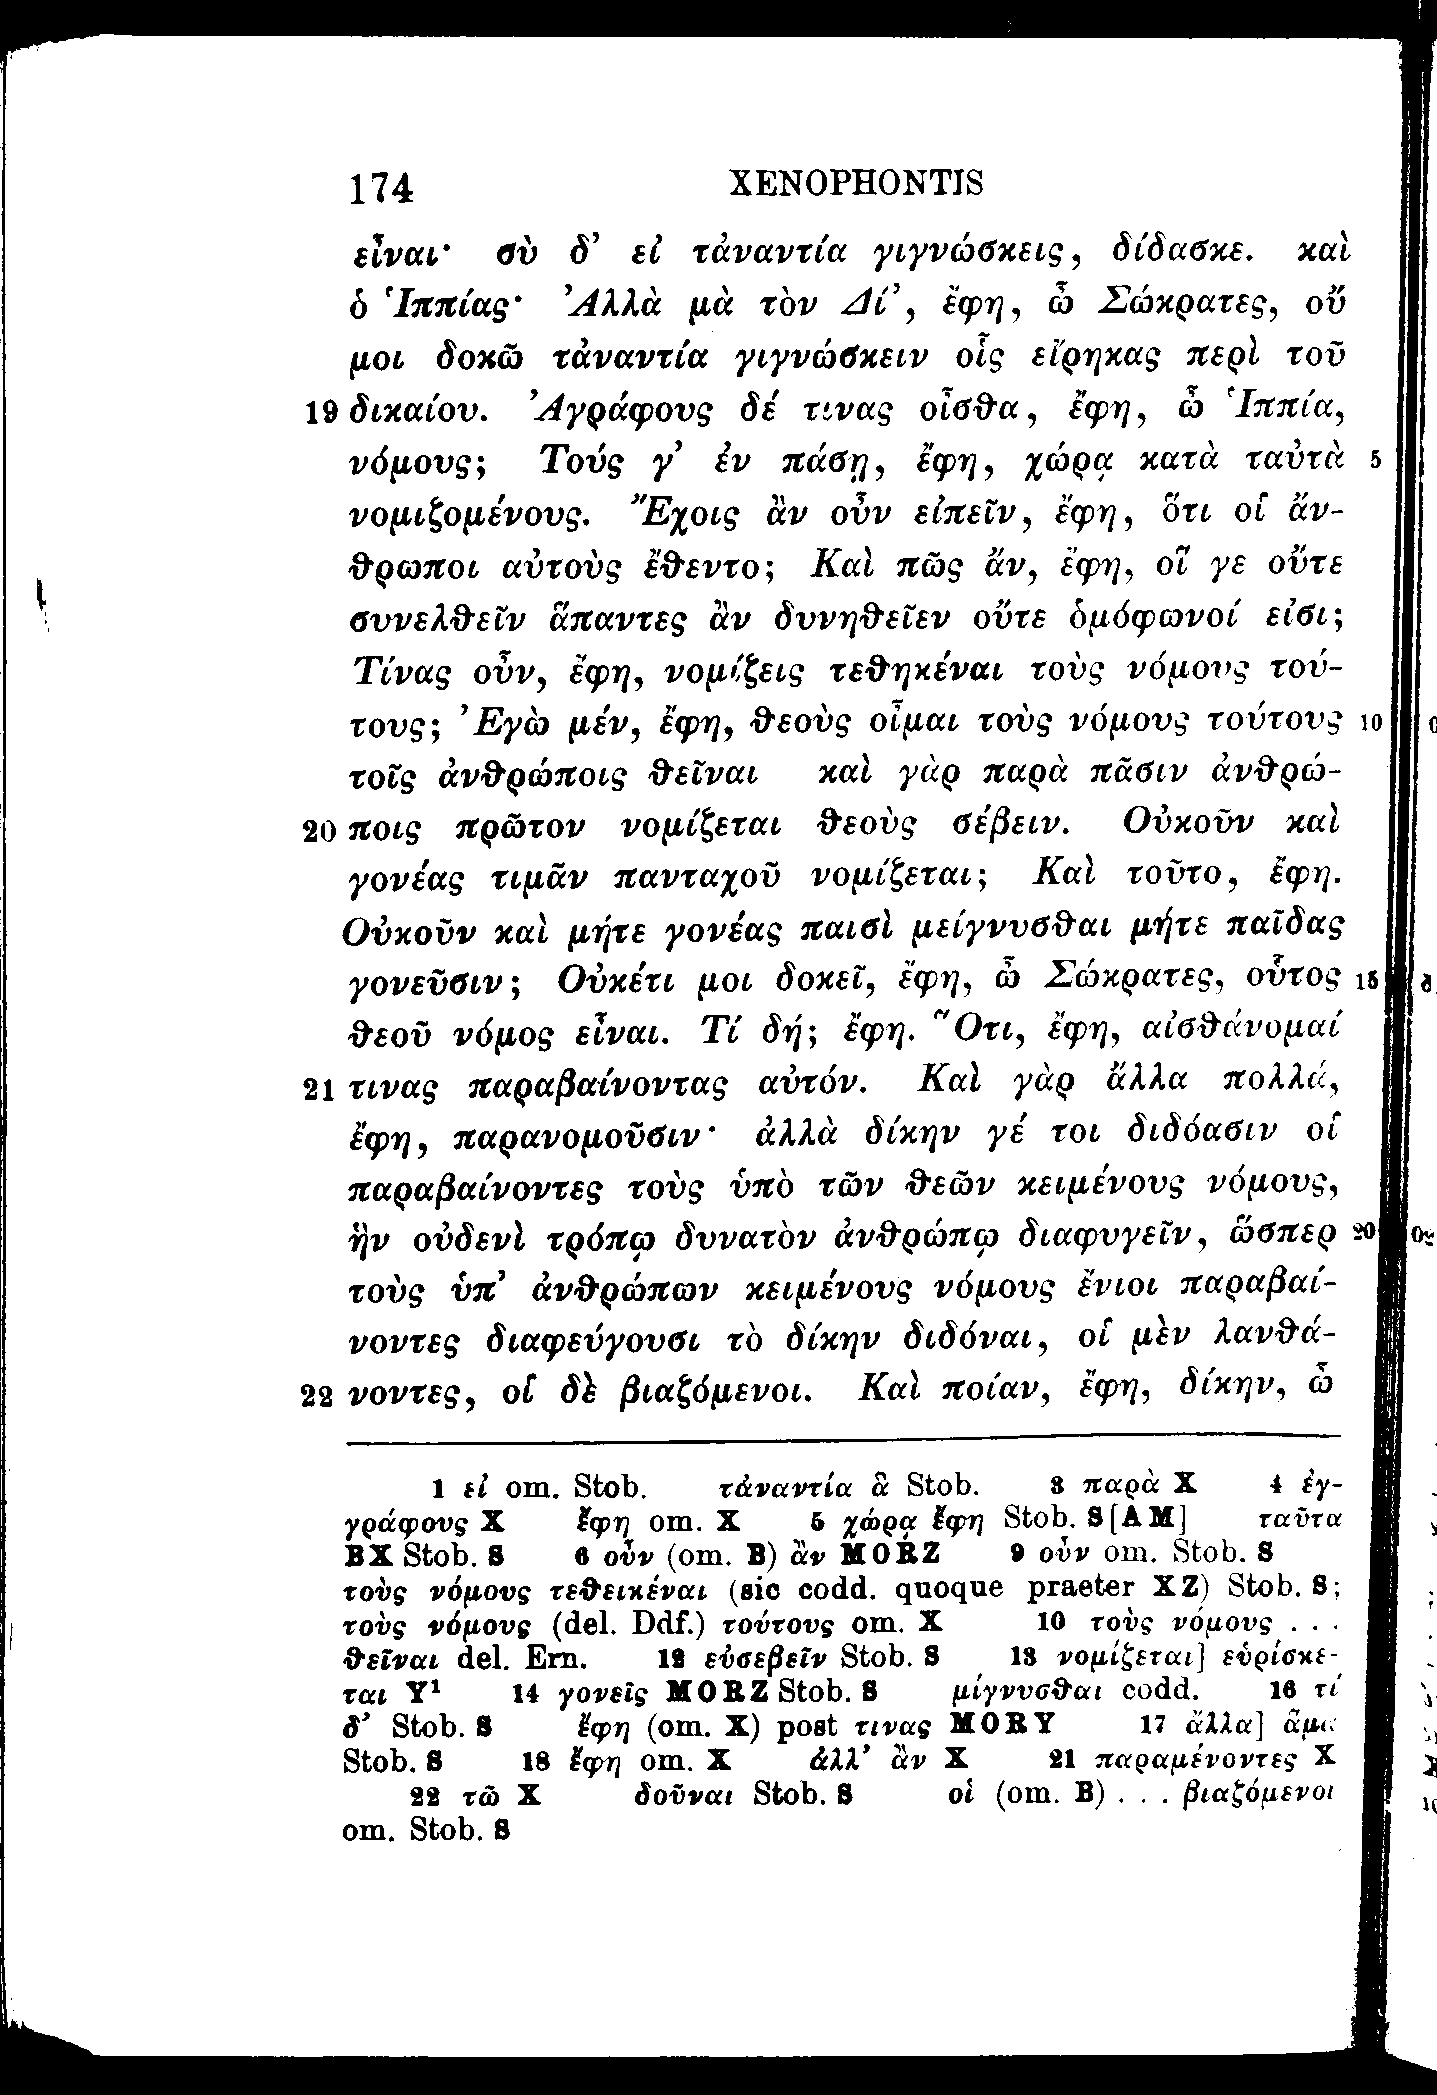 174 XENOPHONTIS
εἶναι· σὺ δ’ εἰ τἀναντία γιγνώσκεις, δίδασκε. καὶ
ὁ Ἱππίας· Ἀλλὰ μὰ τὸν Δί’, ἔφη, ὦ Σώκρατες, οὔ
μοι δοκῶ τἀναντία γιγνώσκειν οἷς εἴρηκας περὶ τοῦ
19 δικαίου. Ἀγράφους δέ τινας οἶσθα, ἔφη, ὦ Ἱππία,
νόμους; Τούς γ’ ἐν πάσῃ, ἔφη, χώρᾳ κατὰ ταὐτὰ 5
νομιζομένους. Ἔχοις ἂν οὖν εἰπεῖν, ἔφη, ὅτι οἱ ἄν-
θρωποι αὐτοὺς ἔθεντο; Καὶ πῶς ἄν, ἔφη, οἵ γε οὔτε
συνελθεῖν ἅπαντες ἂν δυνηθεῖεν οὔτε ὁμόφωνοί εἰσι;
Τίνας οὖν, ἔφη, νομίζεις τεθηκέναι τοὺς νόμους τού-
τους; Ἐγὼ μέν, ἔφη, θεοὺς οἶμαι τοὺς νόμους τούτους 10
τοῖς ἀνθρώποις θεῖναι καὶ γὰρ παρὰ πᾶσιν ἀνθρώ-
20 ποις πρῶτον νομίζεται θεοὺς σέβειν. Οὐκοῦν καὶ
γονέας τιμᾶν πανταχοῦ νομίζεται; Καὶ τοῦτο, ἔφη.
Οὐκοῦν καὶ μήτε γονέας παισὶ μείγνυσθαι μήτε παῖδας
γονεῦσιν; Οὐκέτι μοι δοκεῖ, ἔφη, ὦ Σώκρατες, οὗτος 15
θεοῦ νόμος εἶναι. Τί δή; ἔφη. Ὅτι, ἔφη, αἰσθάνομαί
21 τινας παραβαίνοντας αὐτόν. Καὶ γὰρ ἄλλα πολλά,
ἔφη, παρανομοῦσιν· ἀλλὰ δίκην γέ τοι διδόασιν οἱ
παραβαίνοντες τοὺς ὑπὸ τῶν θεῶν κειμένους νόμους,
ἣν οὐδενὶ τρόπῳ δυνατὸν ἀνθρώπῳ διαφυγεῖν, ὥσπερ 20
τοὺς ὑπ’ ἀνθρώπων κειμένους νόμους ἔνιοι παραβαί-
νοντες διαφεύγουσι τὸ δίκην διδόναι, οἱ μὲν λανθά-
22 νοντες, οἱ δὲ βιαζόμενοι. Καὶ ποίαν, ἔφη, δίκην, ὦ
1 εἰ om. Stob. τἀναντία ἃ Stob. 3 παρὰ X 4 ἐγ-
γράφους X ἔφη om. X 5 χώρᾳ ἔφη Stob. S[AM] ταῦτα
BX Stob. S 6 οὖν (om. B) ἂν MORZ 9 οὖν om. Stob. S
τοὺς νόμους τεθεικέναι (sic codd. quoque praeter XZ) Stob. S;
τοὺς νόμους (del. Ddf.) τούτους om. X 10 τοὺς νόμους . . .
θεῖναι del. Ern. 12 εὐσεβεῖν Stob. S 13 νομίζεται] εὑρίσκε-
ται Y¹ 14 γονεῖς MORZ Stob. S μίγνυσθαι codd. 16 τί
δ’ Stob. S ἔφη (om. X) post τινας MORY 17 ἄλλα] ἅμα
Stob. S 18 ἔφη om. X ἀλλ’ ἂν X 21 παραμένοντες X
22 τῶ X δοῦναι Stob. S οἱ (om. B) . . . βιαζόμενοι
om. Stob. S